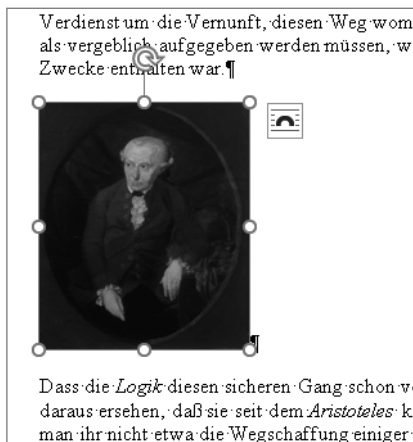 Verdienst um die Vernunft, diesen Weg wom
als vergeblich aufgegeben werden müssen, w
Zwecke enthalten war.¶
¶
Dass die Logik diesen sicheren Gang schon v
daraus ersehen, daß sie seit dem Aristoteles k
man ihr nicht etwa die Wegschaffung einiger